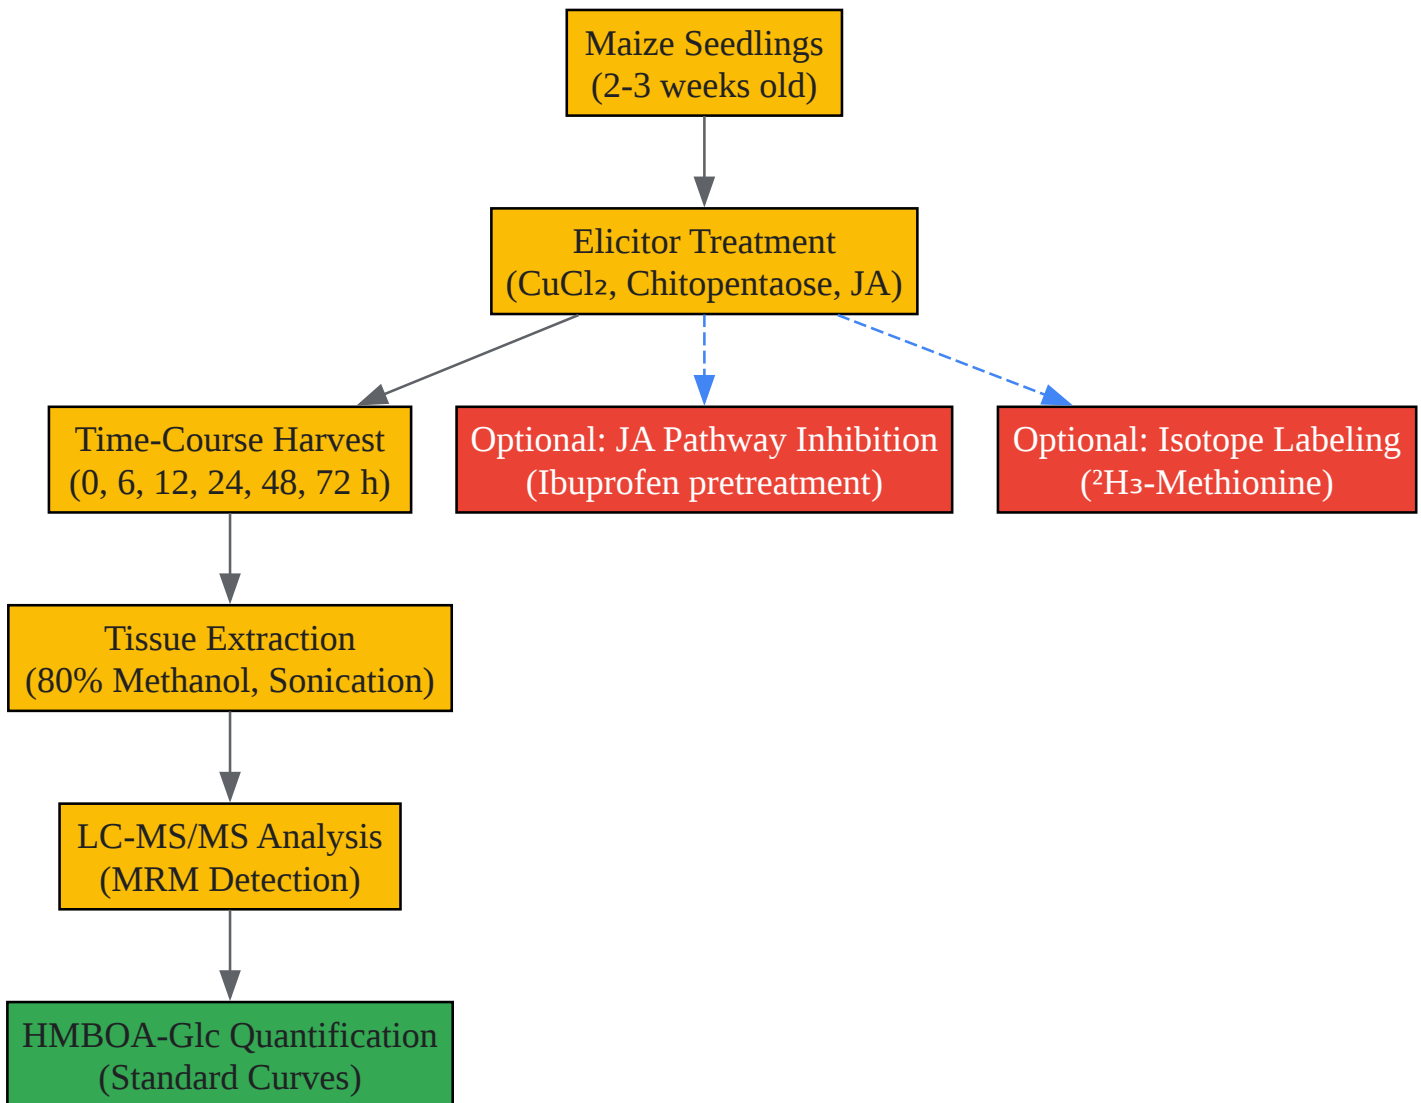 Maize Seedlings
(2-3 weeks old)
Elicitor Treatment
(CuCl₂, Chitopentaose, JA)
Time-Course Harvest
(0, 6, 12, 24, 48, 72 h)
Optional: JA Pathway Inhibition
(Ibuprofen pretreatment)
Optional: Isotope Labeling
(²H₃-Methionine)
Tissue Extraction
(80% Methanol, Sonication)
LC-MS/MS Analysis
(MRM Detection)
HMBOA-Glc Quantification
(Standard Curves)